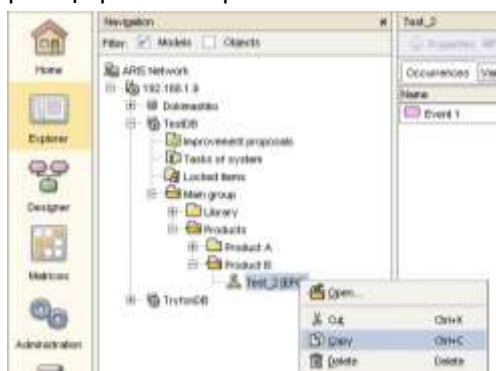 Navigation
Test_2
Filter: Models Objects
Properties
Home
ARIS Network
Occurrences
192.168.1.9
Name
Event 1
TestDB
Improvement proposals
Explorer
Tasks of system
Locked items
Main group
Library
Designer
Products
Product A
Product B
Test_2 (EPC
Matrices
Open...
TrytonDB
Cut Ctrl+X
Copy Ctrl+C
Administration
Delete Delete